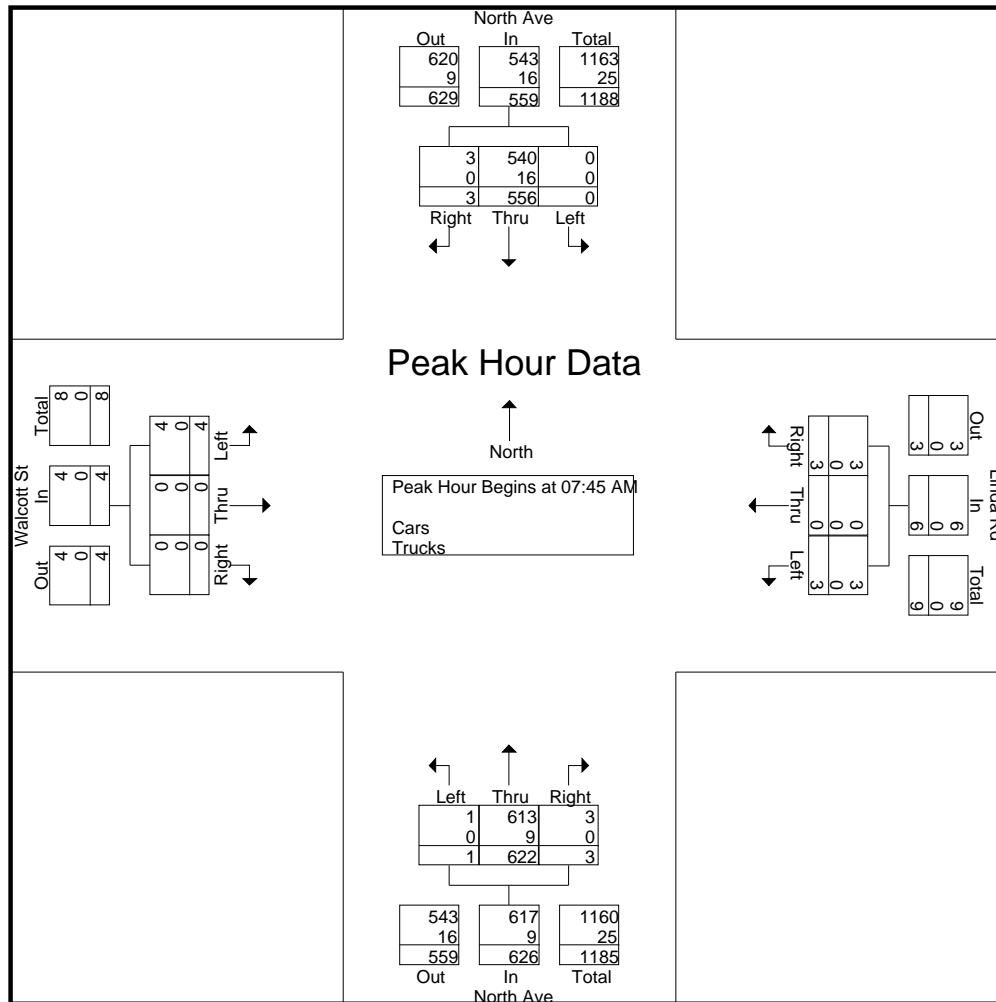 North Ave
Out In Total
620 543 1163
9 16 25
629 559 1188
3 540 0
0 16 0
3 556 0
Right Thru Left
Peak Hour Data
North
Peak Hour Begins at 07:45 AM
Cars
Trucks
Walcott St
Total In Out
8 4 4
0 0 0
8 4 4
4 0 0
0 0 0
4 0 0
Left Thru Right
Right Thru Left
3 0 3
0 0 0
3 0 3
Out In Total
3 6 9
0 0 0
3 6 9
Linda Rd
Left Thru Right
1 613 3
0 9 0
1 622 3
543 617 1160
16 9 25
559 626 1185
Out In Total
North Ave